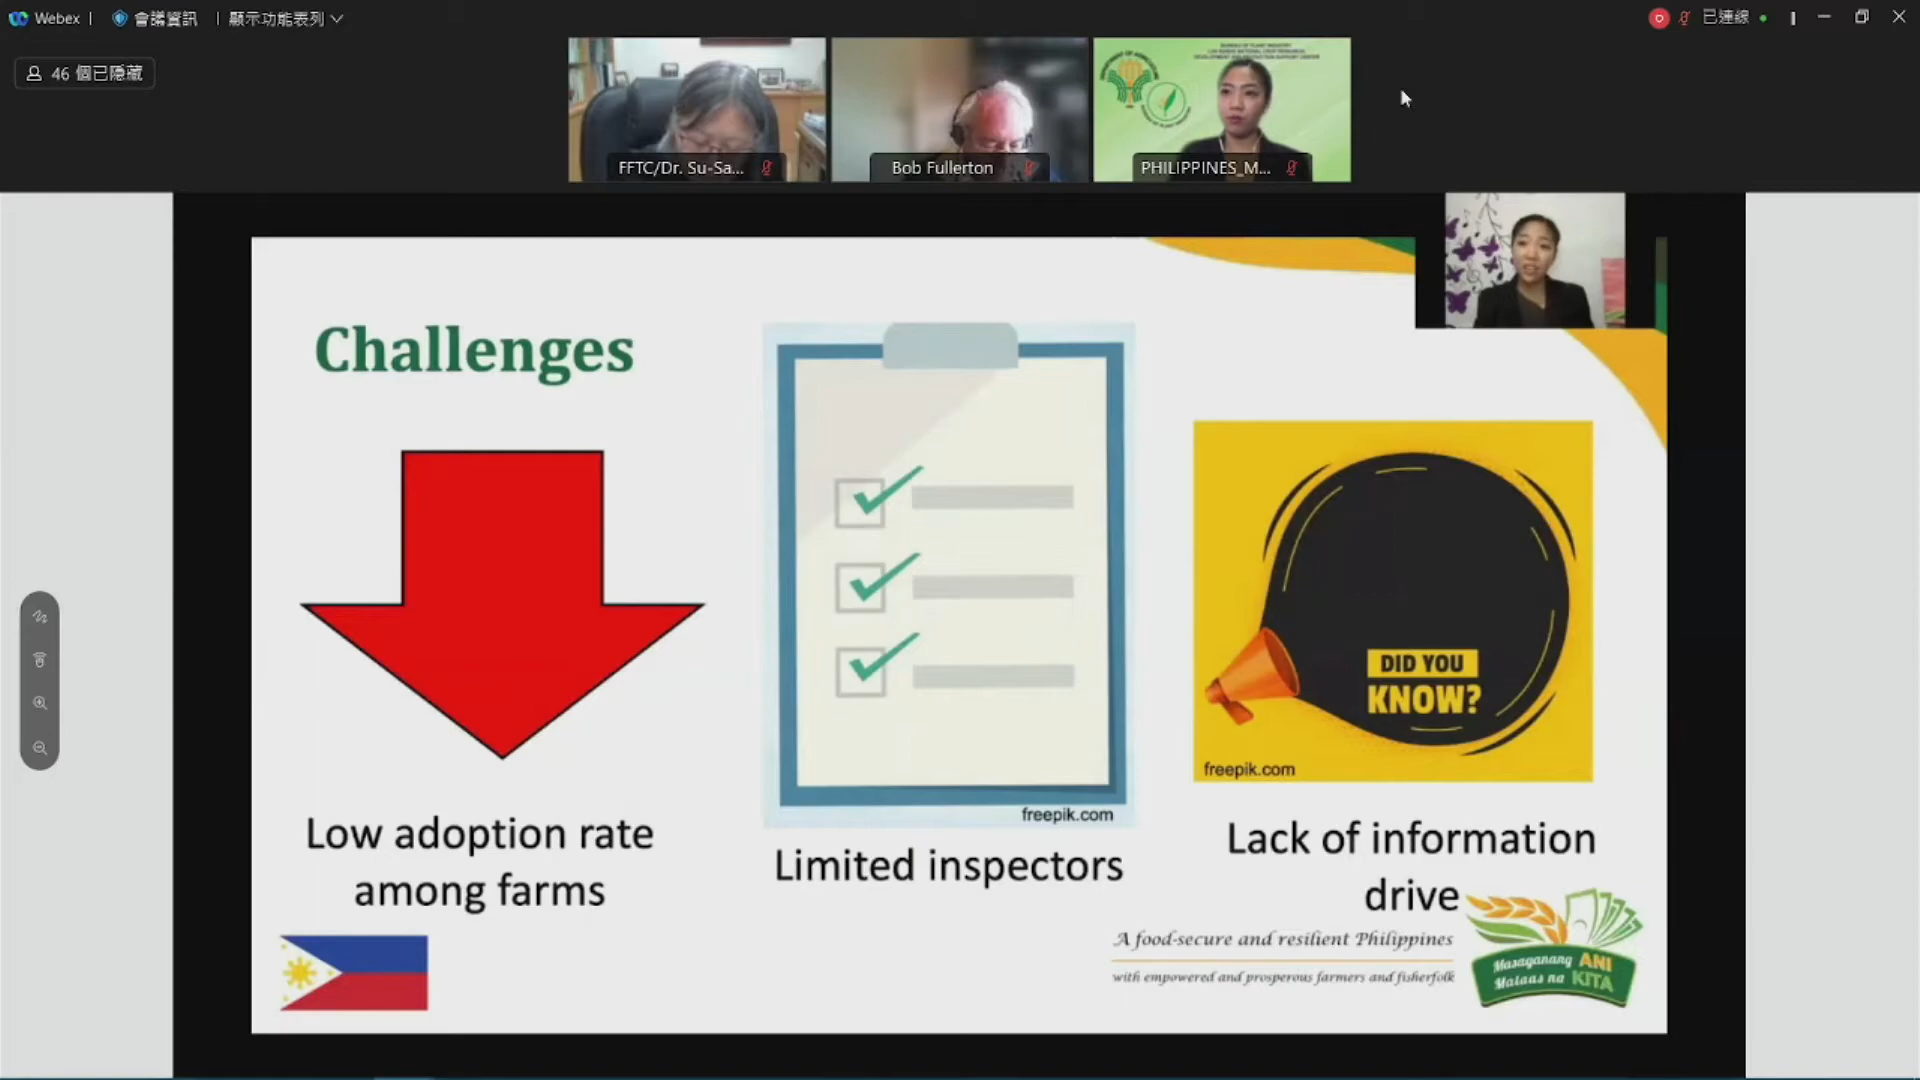 Webex
會議資訊
顯示功能表列
已連線
46 個已隱藏
FFTC/Dr. Su-Sa...
Bob Fullerton
PHILIPPINES_M...
Challenges
DID YOU
KNOW?
freepik.com
freepik.com
Low adoption rate
among farms
Limited inspectors
Lack of information
drive
A food-secure and resilient Philippines
with empowered and prosperous farmers and fisherfolk
Masaganang ANI
Mataas na KITA